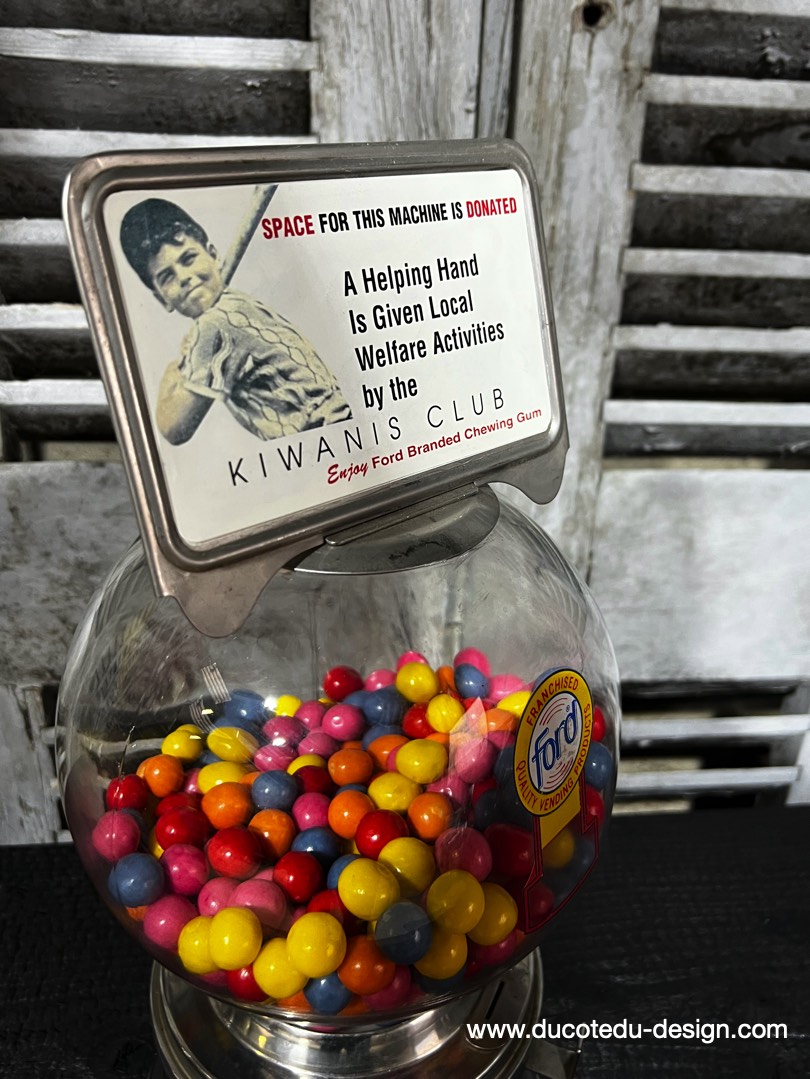 SPACE FOR THIS MACHINE IS DONATED
A Helping Hand
Is Given Local
Welfare Activities
by the
KIWANIS CLUB
Enjoy Ford Branded Chewing Gum
FRANCHISED
Ford
QUALITY VENDING PRODUCTS
www.ducotedu-design.com